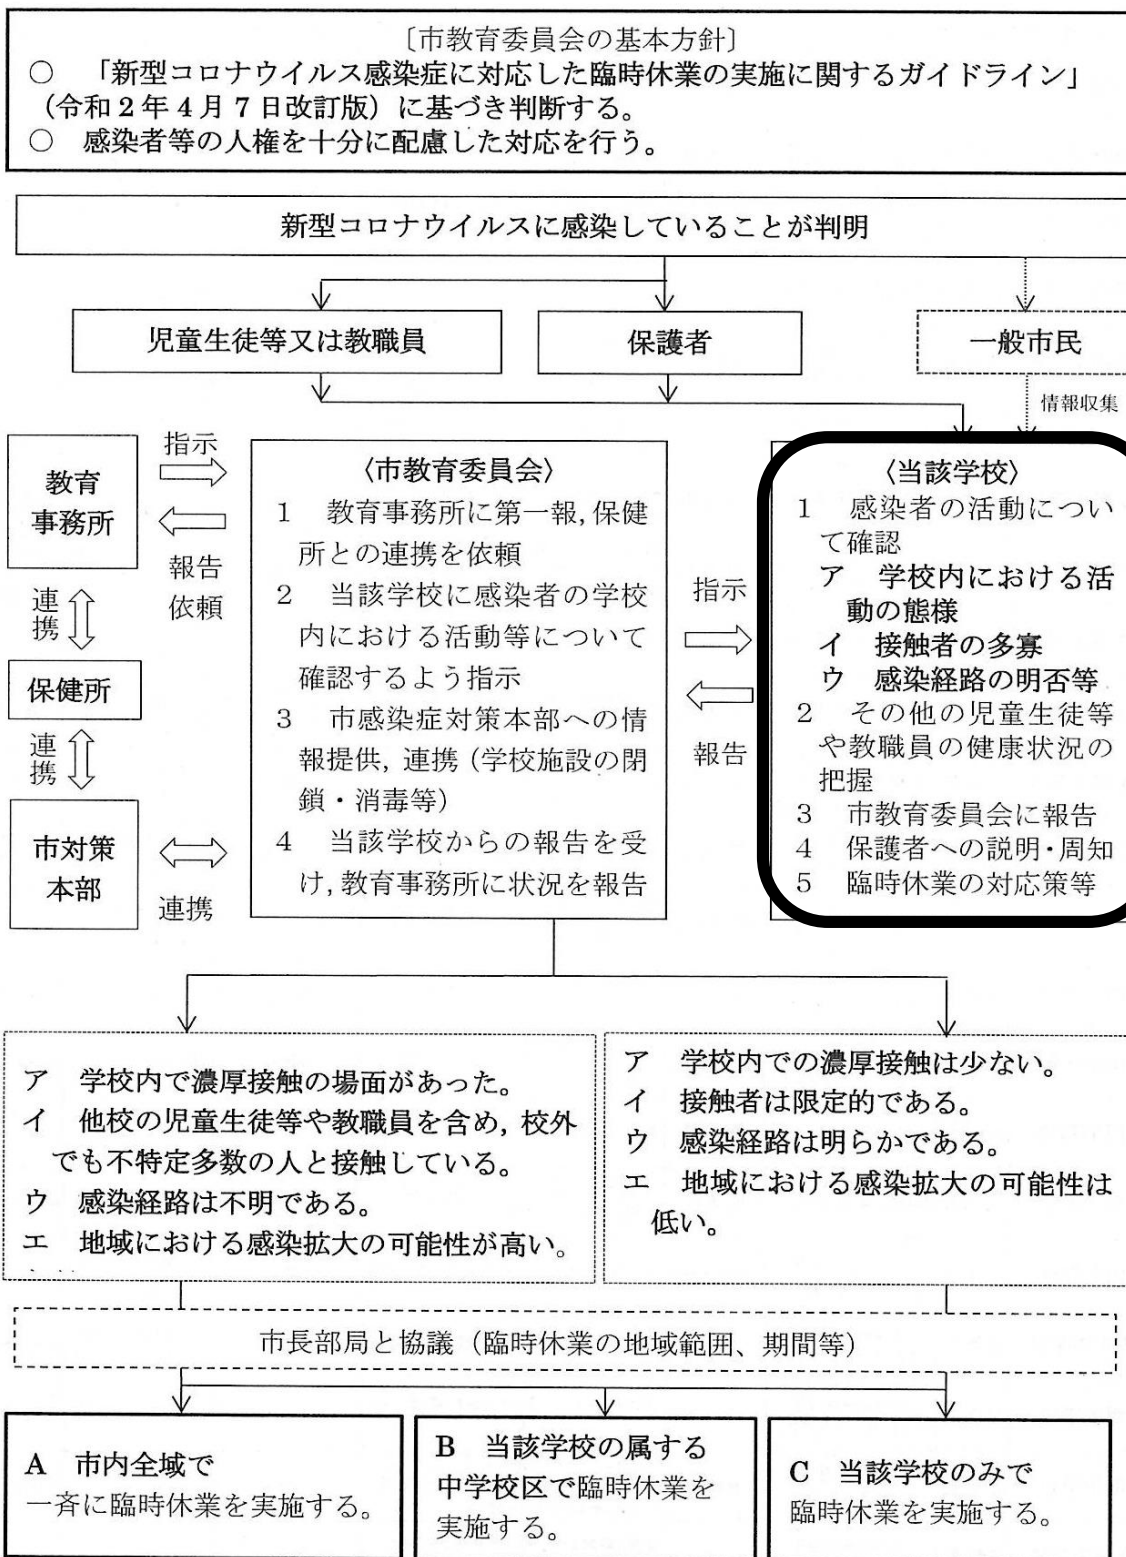 〔市教育委員会の基本方針〕
○　「新型コロナウイルス感染症に対応した臨時休業の実施に関するガイドライン」
（令和２年４月７日改訂版）に基づき判断する。
○　感染者等の人権を十分に配慮した対応を行う。
新型コロナウイルスに感染していることが判明
児童生徒等又は教職員
保護者
一般市民
情報収集
教育
事務所
指示
報告
依頼
連携
保健所
連携
市対策
本部
連携
〈市教育委員会〉
1　教育事務所に第一報，保健
所との連携を依頼
2　当該学校に感染者の学校
内における活動等について
確認するよう指示
3　市感染症対策本部への情
報提供，連携（学校施設の閉
鎖・消毒等）
4　当該学校からの報告を受
け，教育事務所に状況を報告
指示
報告
〈当該学校〉
1　感染者の活動につい
て確認
ア　学校内における活
動の態様
イ　接触者の多寡
ウ　感染経路の明否等
2　その他の児童生徒等
や教職員の健康状況の
把握
3　市教育委員会に報告
4　保護者への説明・周知
5　臨時休業の対応策等
ア　学校内で濃厚接触の場面があった。
イ　他校の児童生徒等や教職員を含め，校外
でも不特定多数の人と接触している。
ウ　感染経路は不明である。
エ　地域における感染拡大の可能性が高い。
ア　学校内での濃厚接触は少ない。
イ　接触者は限定的である。
ウ　感染経路は明らかである。
エ　地域における感染拡大の可能性は
低い。
市長部局と協議（臨時休業の地域範囲、期間等）
A　市内全域で
一斉に臨時休業を実施する。
B　当該学校の属する
中学校区で臨時休業を
実施する。
C　当該学校のみで
臨時休業を実施する。